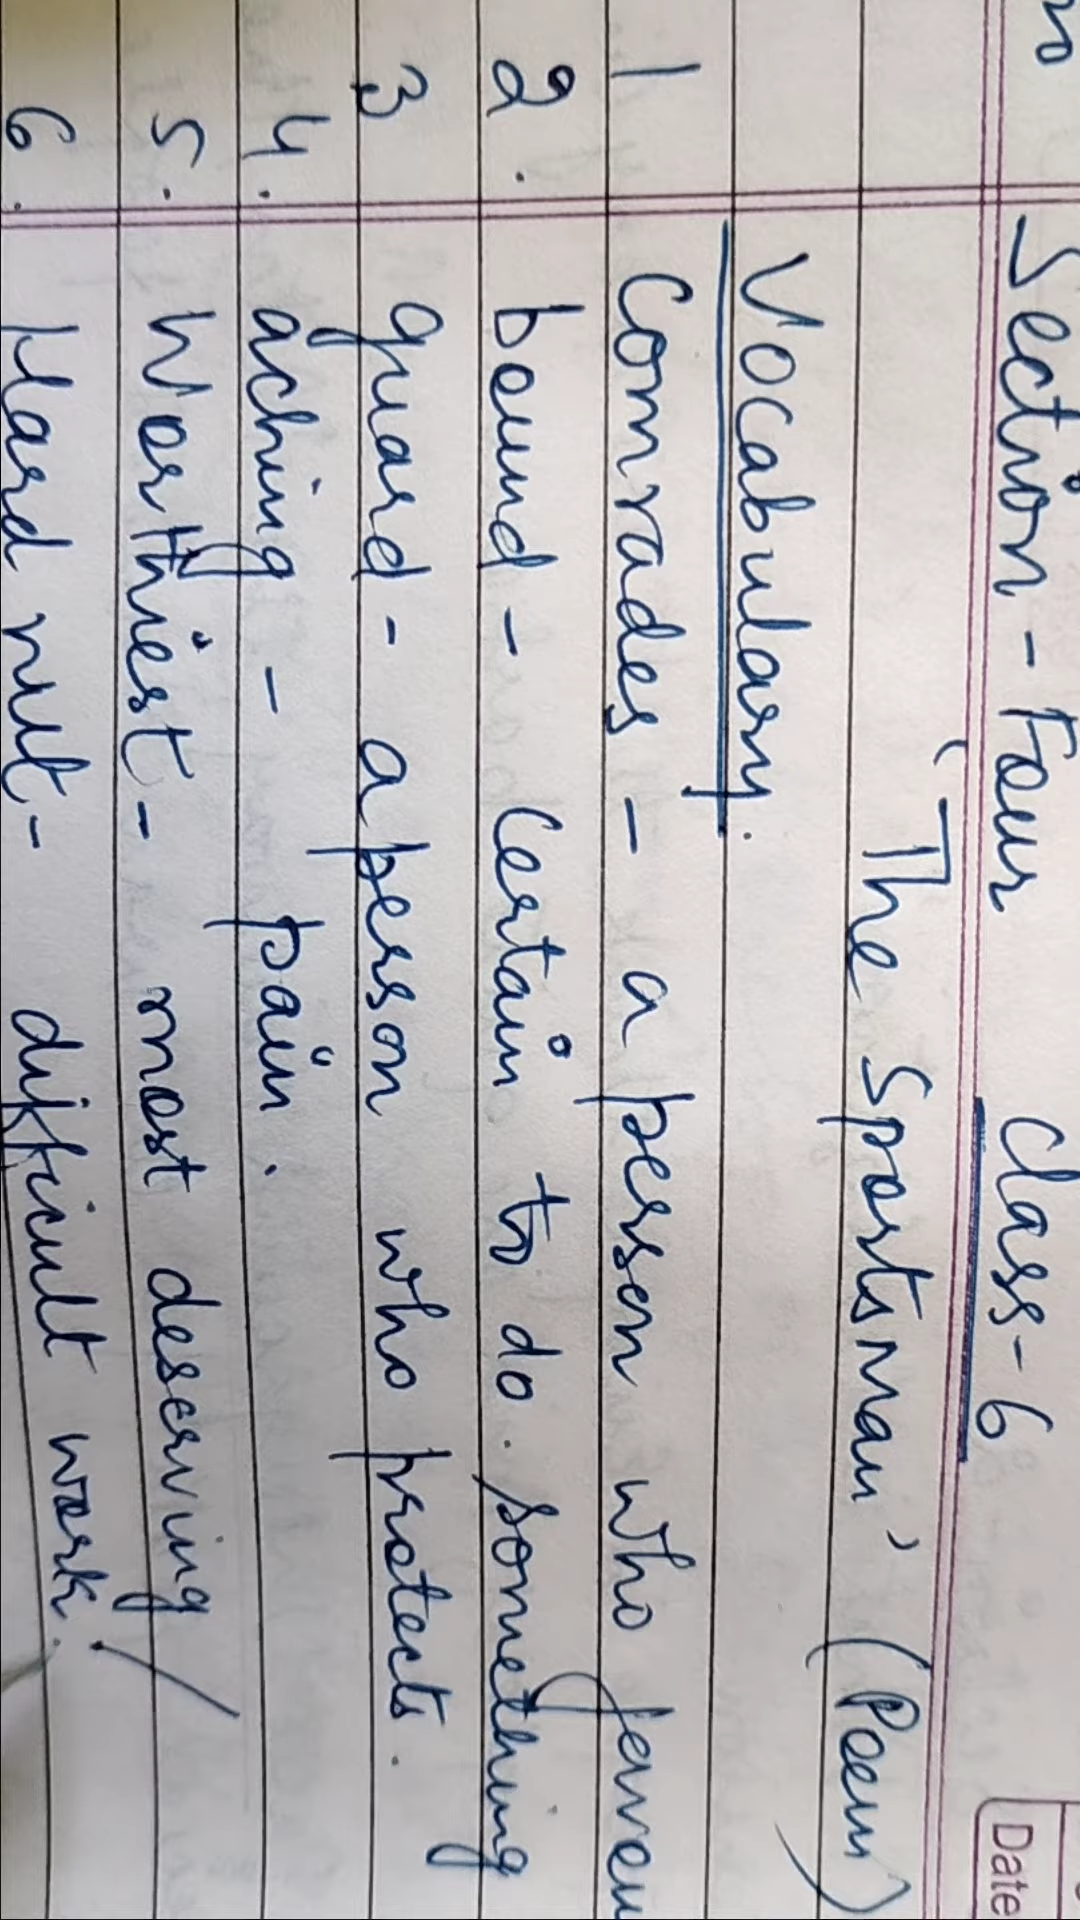 Section - Four Class - 6
'The Sportsman' (Poem)
Vocabulary.
1 Comrades - a person who
2. bound - Certain to do. something
3 guard - a person who protects.
4. aching - pain.
5. Worthiest - most deserving
6. Hard nut - difficult work.
Date